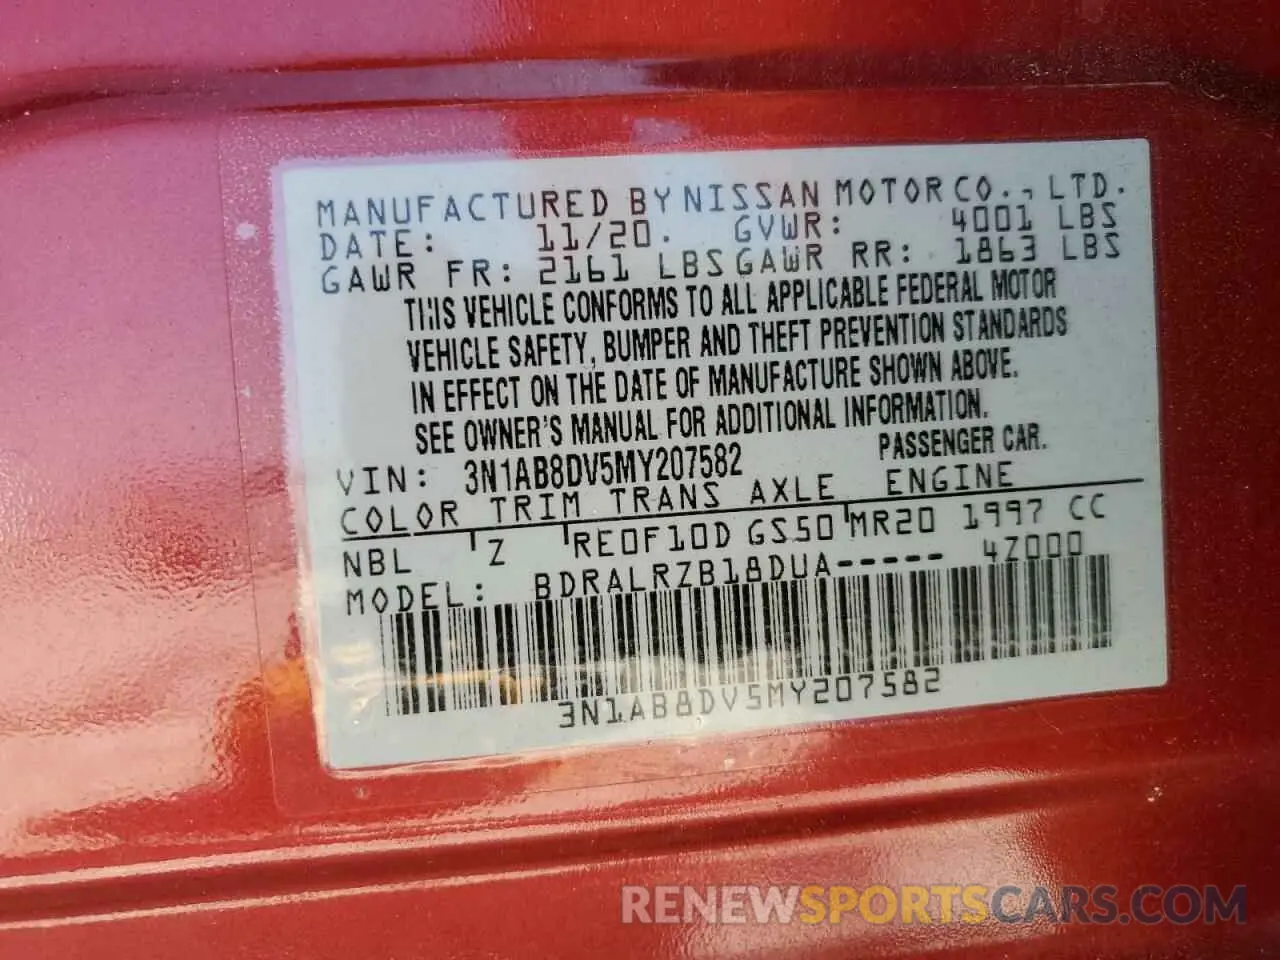 MANUFACTURED BY NISSAN MOTOR CO., LTD.
DATE: 11/20. GVWR: 4001 LBS
GAWR FR: 2161 LBS GAWR RR: 1863 LBS
THIS VEHICLE CONFORMS TO ALL APPLICABLE FEDERAL MOTOR
VEHICLE SAFETY, BUMPER AND THEFT PREVENTION STANDARDS
IN EFFECT ON THE DATE OF MANUFACTURE SHOWN ABOVE.
SEE OWNER'S MANUAL FOR ADDITIONAL INFORMATION.
VIN: 3N1AB8DV5MY207582 PASSENGER CAR.
COLOR TRIM TRANS AXLE ENGINE
NBL Z RE0F10D GS50 MR20 1997 CC
MODEL: BDRALRZB18DUA----- 4Z000
3N1AB8DV5MY207582
RENEWSPORTSCARS.COM